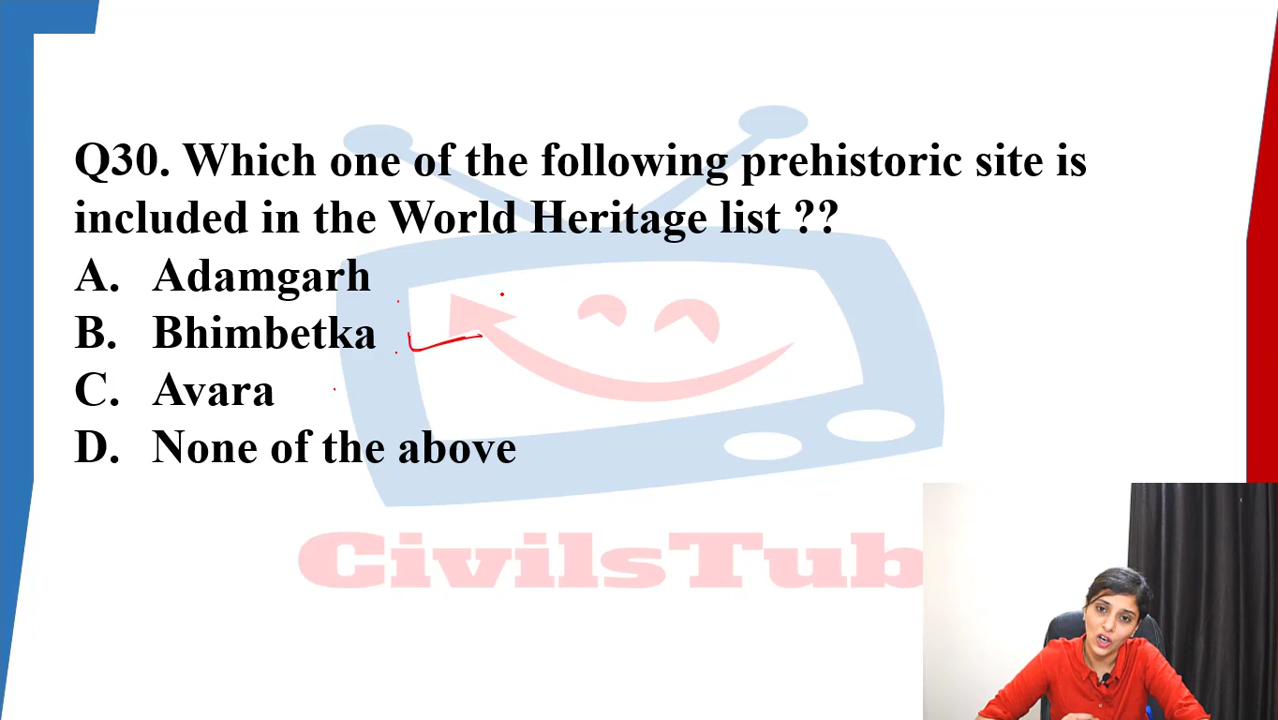 Q30. Which one of the following prehistoric site is
included in the World Heritage list ??
A. Adamgarh
B. Bhimbetka
C. Avara
D. None of the above
CivilsTub